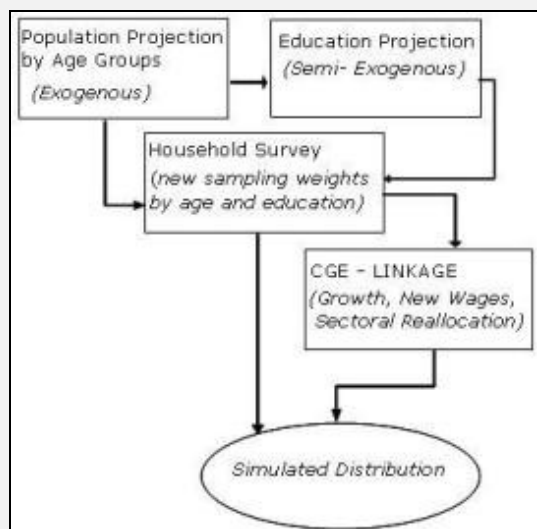 Population Projection
by Age Groups
(Exogenous)
Education Projection
(Semi- Exogenous)
Household Survey
(new sampling weights
by age and education)
CGE - LINKAGE
(Growth, New Wages,
Sectoral Reallocation)
Simulated Distribution